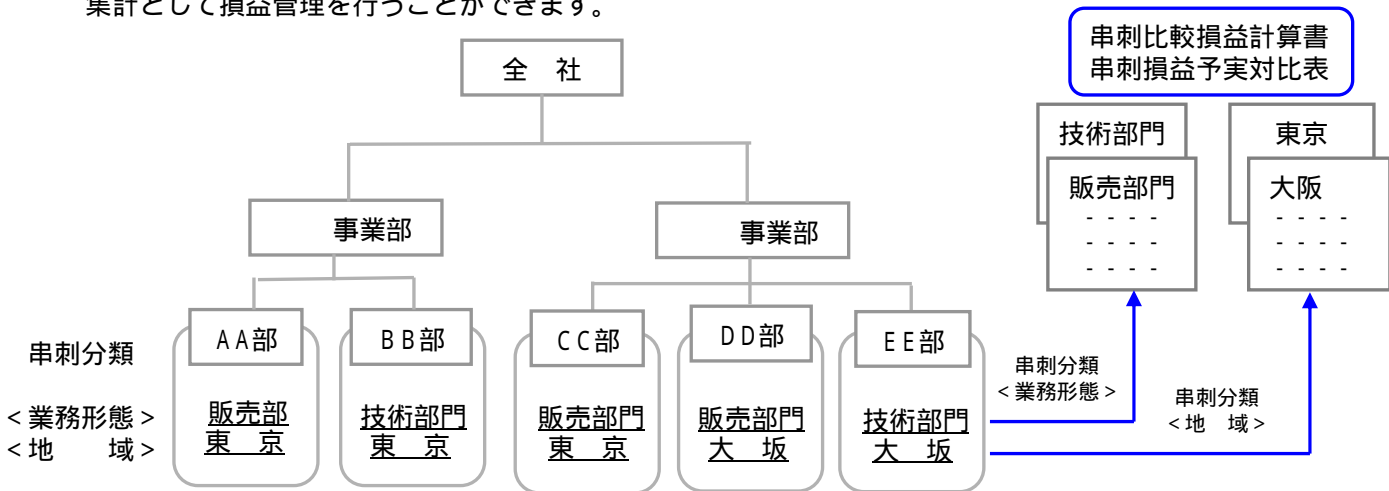 集計として損益管理を行うことができます。
串刺比較損益計算書
串刺損益予実対比表
全 社
技術部門
東京
販売部門
- - - -
- - - -
- - - -
大阪
- - - -
- - - -
- - - -
事業部
事業部
AA部
BB部
CC部
DD部
EE部
串刺分類
<業務形態>
<地 域>
販売部
東 京
技術部門
東 京
販売部門
東 京
販売部門
大 坂
技術部門
大 坂
串刺分類
<業務形態>
串刺分類
<地 域>